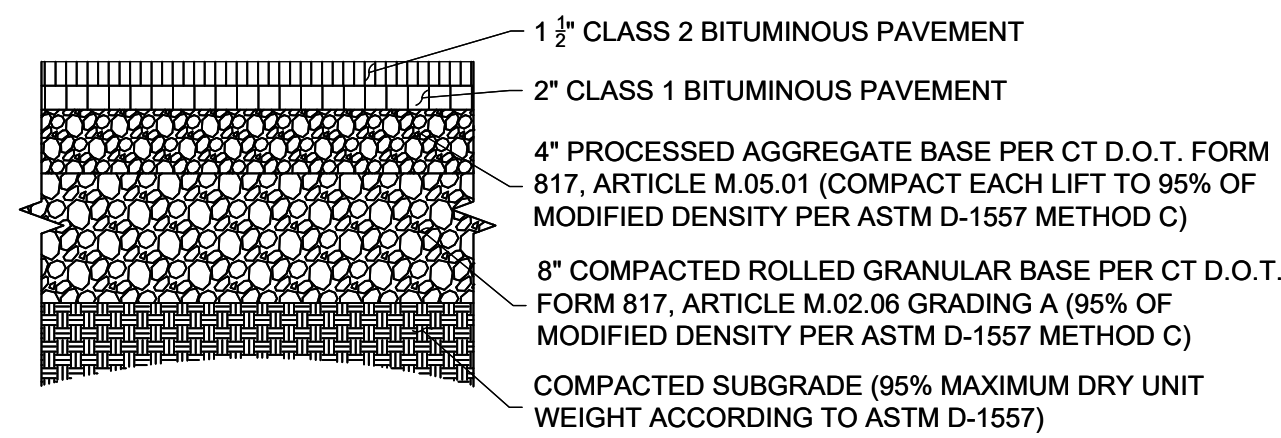 1 1/2" CLASS 2 BITUMINOUS PAVEMENT
2" CLASS 1 BITUMINOUS PAVEMENT
4" PROCESSED AGGREGATE BASE PER CT D.O.T. FORM
817, ARTICLE M.05.01 (COMPACT EACH LIFT TO 95% OF
MODIFIED DENSITY PER ASTM D-1557 METHOD C)
8" COMPACTED ROLLED GRANULAR BASE PER CT D.O.T.
FORM 817, ARTICLE M.02.06 GRADING A (95% OF
MODIFIED DENSITY PER ASTM D-1557 METHOD C)
COMPACTED SUBGRADE (95% MAXIMUM DRY UNIT
WEIGHT ACCORDING TO ASTM D-1557)